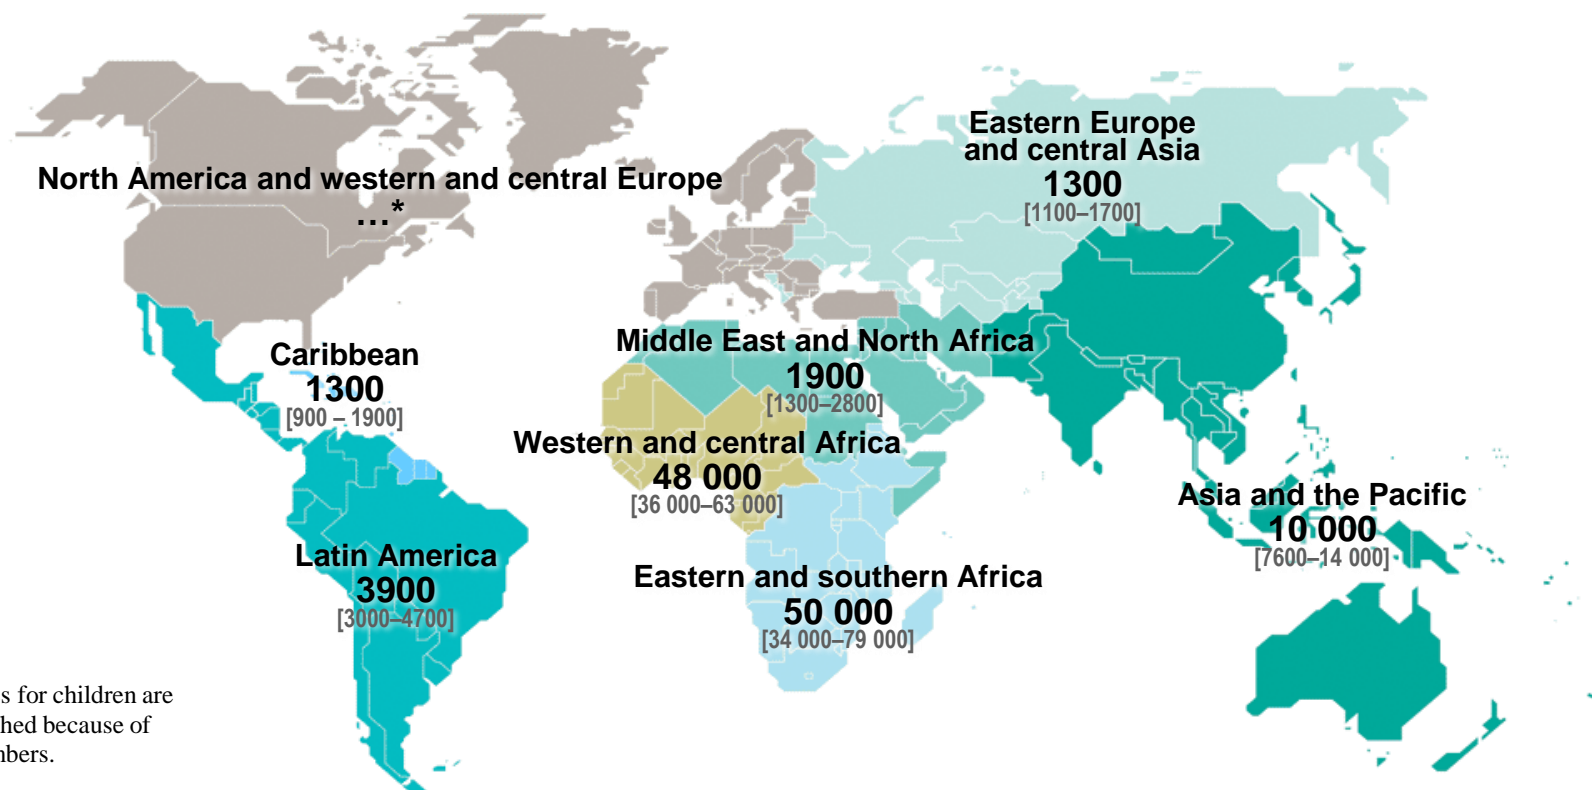 Eastern Europe
and central Asia
1300
[1100–1700]
North America and western and central Europe
...*
Middle East and North Africa
1900
[1300–2800]
Caribbean
1300
[900 – 1900]
Western and central Africa
48 000
[36 000–63 000]
Asia and the Pacific
10 000
[7600–14 000]
Latin America
3900
[3000–4700]
Eastern and southern Africa
50 000
[34 000–79 000]
s for children are
hed because of
nbers.